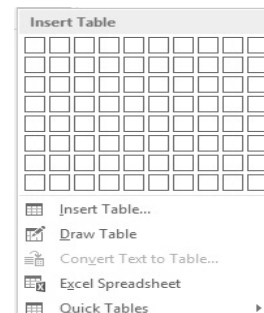 Insert Table
Insert Table...
Draw Table
Convert Text to Table...
Excel Spreadsheet
Quick Tables